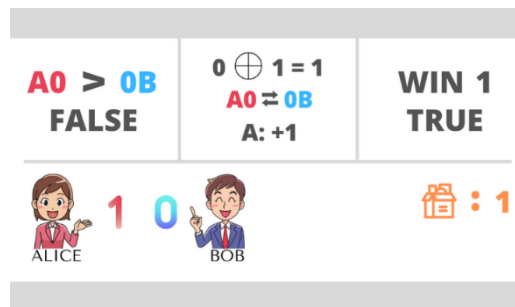 A0 > 0B
FALSE
0 ⊕ 1 = 1
A0 ⇄ 0B
A: +1
WIN 1
TRUE
1 0
: 1
ALICE
BOB